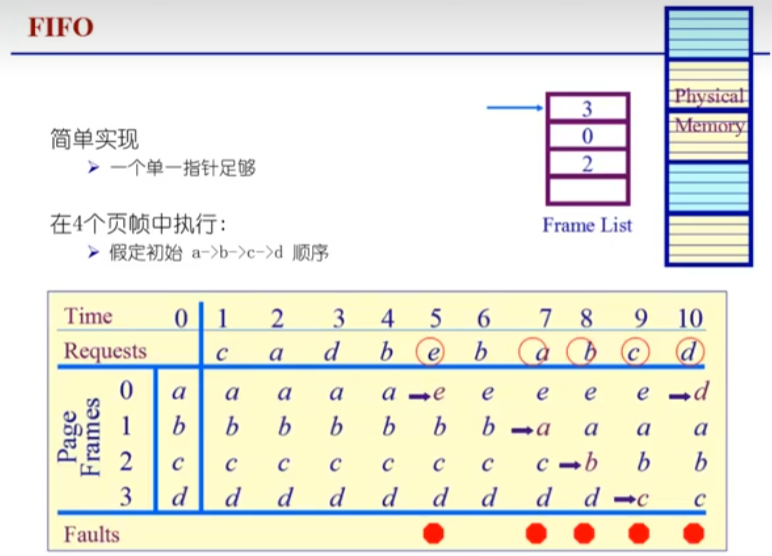 FIFO
简单实现
➢ 一个单一指针足够
在4个页帧中执行:
➢ 假定初始 a->b->c->d 顺序
3
0
2
Frame List
Physical
Memory
Time 0 1 2 3 4 5 6 7 8 9 10
Requests c a d b e b a b c d
Page Frames
0 a a a a a ➡e e e e e ➡d
1 b b b b b b b ➡a a a a
2 c c c c c c c c ➡b b b
3 d d d d d d d d d ➡c c
Faults